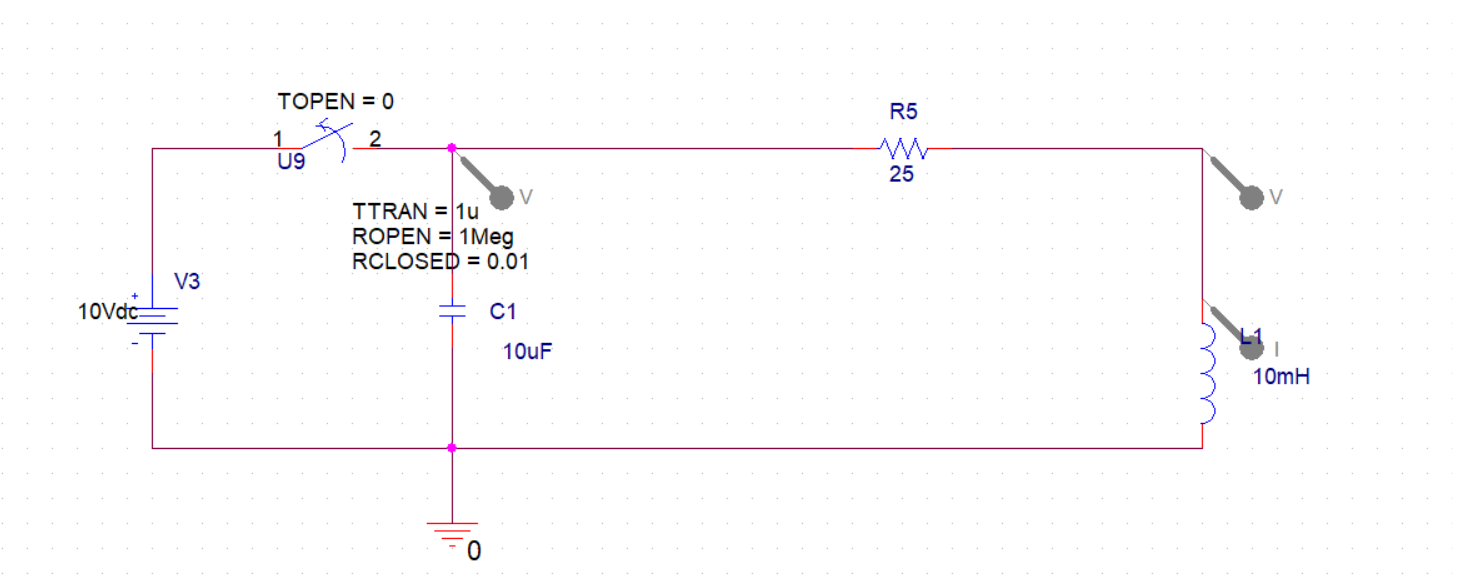 TOPEN = 0
R5
1
2
U9
25
V
V
TTRAN = 1u
ROPEN = 1Meg
RCLOSED = 0.01
V3
+
10Vdc
-
C1
10uF
L1
I
10mH
0